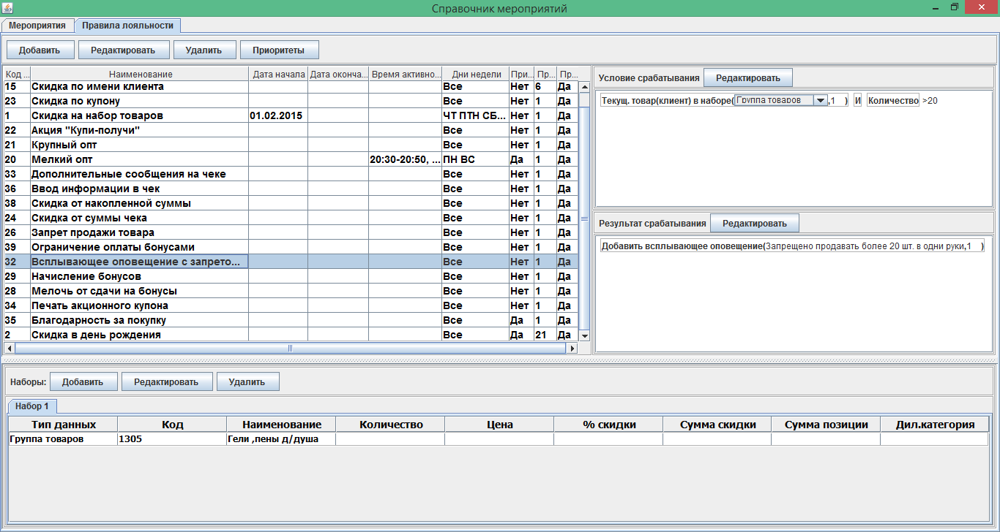 Справочник мероприятий
Мероприятия Правила лояльности
Добавить Редактировать Удалить Приоритеты
Код ... Наименование Дата начала Дата оконча... Время активно... Дни недели При... Пр... Пр...
15 Скидка по имени клиента Все Нет 6 Да
23 Скидка по купону Все Нет 1 Да
1 Скидка на набор товаров 01.02.2015 ЧТ ПТН СБ... Нет 1 Да
22 Акция "Купи-получи" Все Нет 1 Да
21 Крупный опт Все Нет 1 Да
20 Мелкий опт 20:30-20:50, ... ПН ВС Да 1 Да
33 Дополнительные сообщения на чеке Все Нет 1 Да
36 Ввод информации в чек Все Нет 1 Да
38 Скидка от накопленной суммы Все Нет 1 Да
24 Скидка от суммы чека Все Нет 1 Да
26 Запрет продажи товара Все Нет 1 Да
39 Ограничение оплаты бонусами Все Нет 1 Да
32 Всплывающее оповещение с запрето... Все Нет 1 Да
29 Начисление бонусов Все Нет 1 Да
28 Мелочь от сдачи на бонусы Все Нет 1 Да
34 Печать акционного купона Все Нет 1 Да
35 Благодарность за покупку Все Да 1 Да
2 Скидка в день рождения Все Да 21 Да
Условие срабатывания Редактировать
Текущ. товар(клиент) в наборе(Группа товаров ,1 ) И Количество >20
Результат срабатывания Редактировать
Добавить всплывающее оповещение(Запрещено продавать более 20 шт. в одни руки,1 )
Наборы: Добавить Редактировать Удалить
Набор 1
Тип данных Код Наименование Количество Цена % скидки Сумма скидки Сумма позиции Дил.категория
Группа товаров 1305 Гели ,пены д/душа